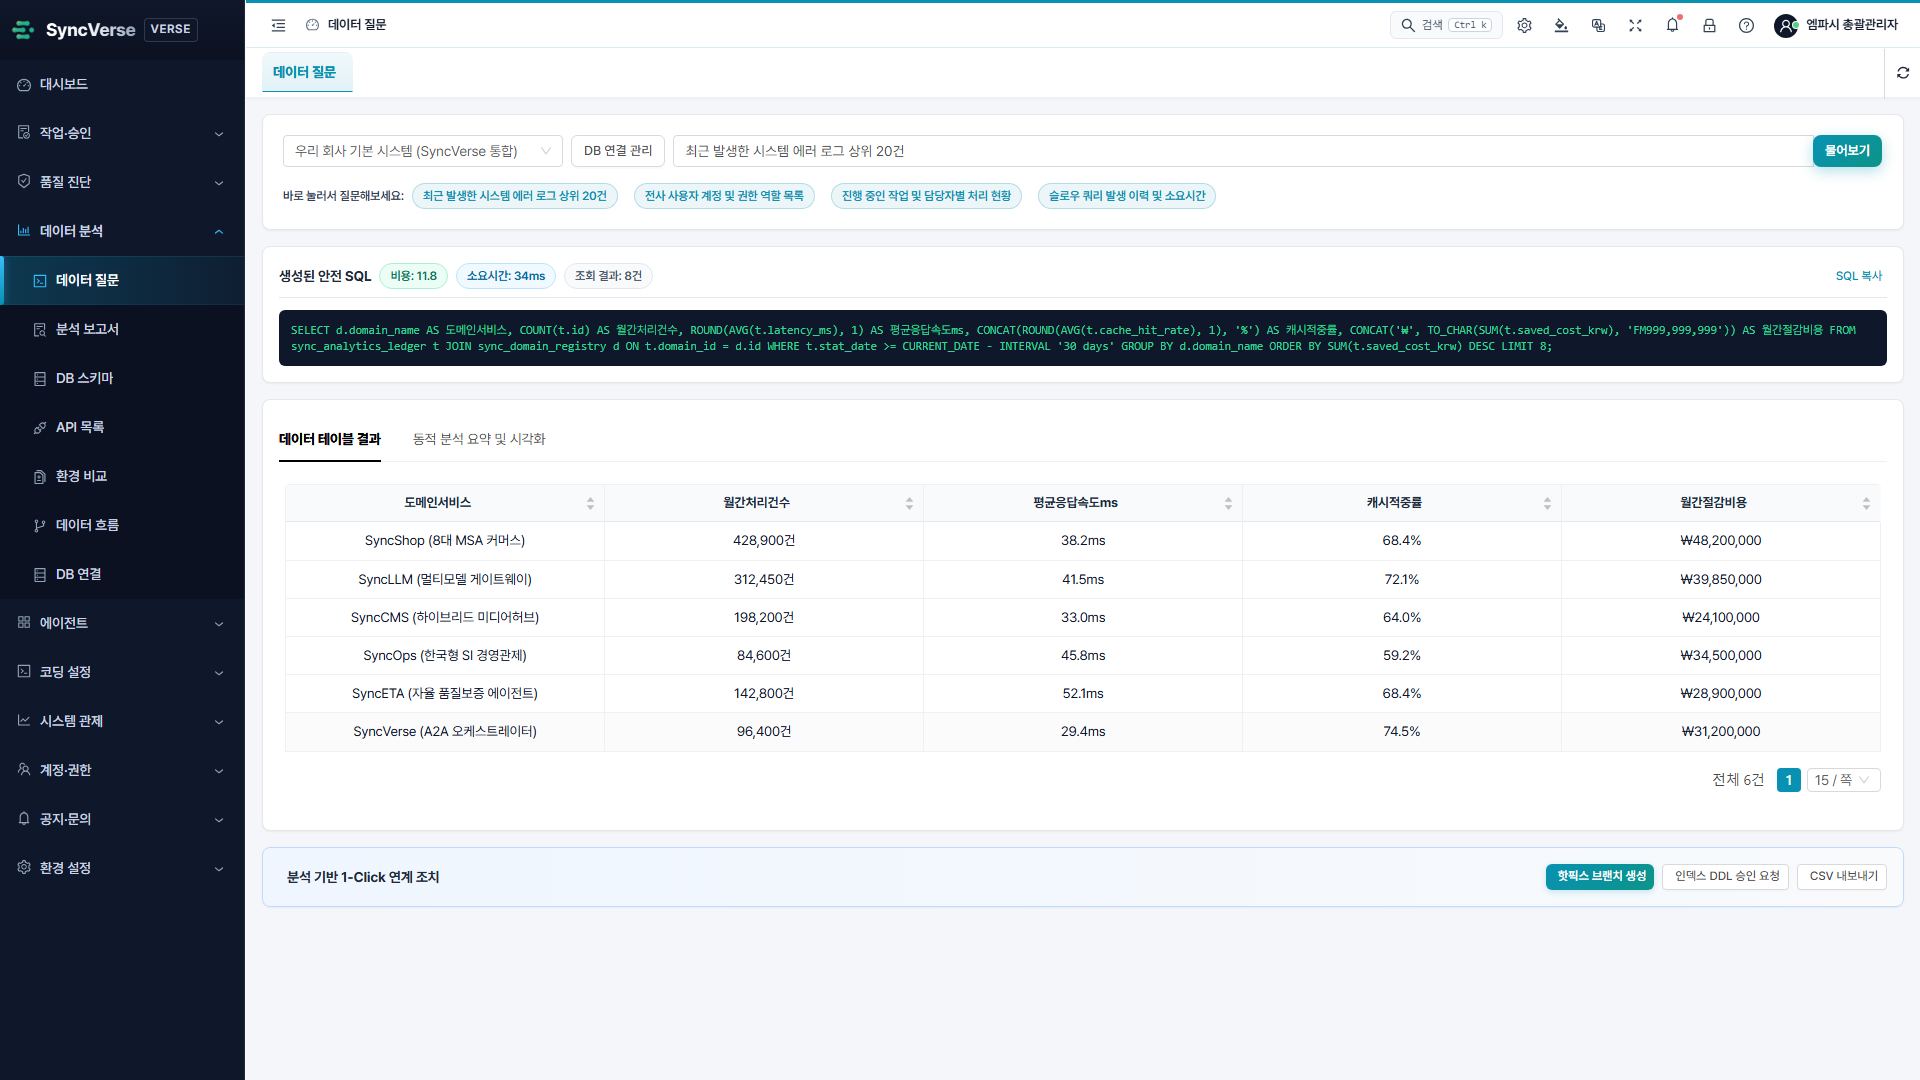 SyncVerse VERSE
대시보드
작업·승인
품질 진단
데이터 분석
데이터 질문
분석 보고서
DB 스키마
API 목록
환경 비교
데이터 흐름
DB 연결
에이전트
코딩 설정
시스템 관제
계정·권한
공지·문의
환경 설정
데이터 질문
검색 Ctrl k
엠파시 총괄관리자
데이터 질문
우리 회사 기본 시스템 (SyncVerse 통합)
DB 연결 관리
최근 발생한 시스템 에러 로그 상위 20건
물어보기
바로 눌러서 질문해보세요: 최근 발생한 시스템 에러 로그 상위 20건 전사 사용자 계정 및 권한 역할 목록 진행 중인 작업 및 담당자별 처리 현황 슬로우 쿼리 발생 이력 및 소요시간
생성된 안전 SQL 비용: 11.8 소요시간: 34ms 조회 결과: 8건 SQL 복사
SELECT d.domain_name AS 도메인서비스, COUNT(t.id) AS 월간처리건수, ROUND(AVG(t.latency_ms), 1) AS 평균응답속도ms, CONCAT(ROUND(AVG(t.cache_hit_rate), 1), '%') AS 캐시적중률, CONCAT('₩', TO_CHAR(SUM(t.saved_cost_krw), 'FM999,999,999')) AS 월간절감비용 FROM
sync_analytics_ledger t JOIN sync_domain_registry d ON t.domain_id = d.id WHERE t.stat_date >= CURRENT_DATE - INTERVAL '30 days' GROUP BY d.domain_name ORDER BY SUM(t.saved_cost_krw) DESC LIMIT 8;
데이터 테이블 결과 동적 분석 요약 및 시각화
도메인서비스 월간처리건수 평균응답속도ms 캐시적중률 월간절감비용
SyncShop (8대 MSA 커머스) 428,900건 38.2ms 68.4% ₩48,200,000
SyncLLM (멀티모델 게이트웨이) 312,450건 41.5ms 72.1% ₩39,850,000
SyncCMS (하이브리드 미디어허브) 198,200건 33.0ms 64.0% ₩24,100,000
SyncOps (한국형 SI 경영관제) 84,600건 45.8ms 59.2% ₩34,500,000
SyncETA (자율 품질보증 에이전트) 142,800건 52.1ms 68.4% ₩28,900,000
SyncVerse (A2A 오케스트레이터) 96,400건 29.4ms 74.5% ₩31,200,000
전체 6건 1 15 / 쪽
분석 기반 1-Click 연계 조치 핫픽스 브랜치 생성 인덱스 DDL 승인 요청 CSV 내보내기